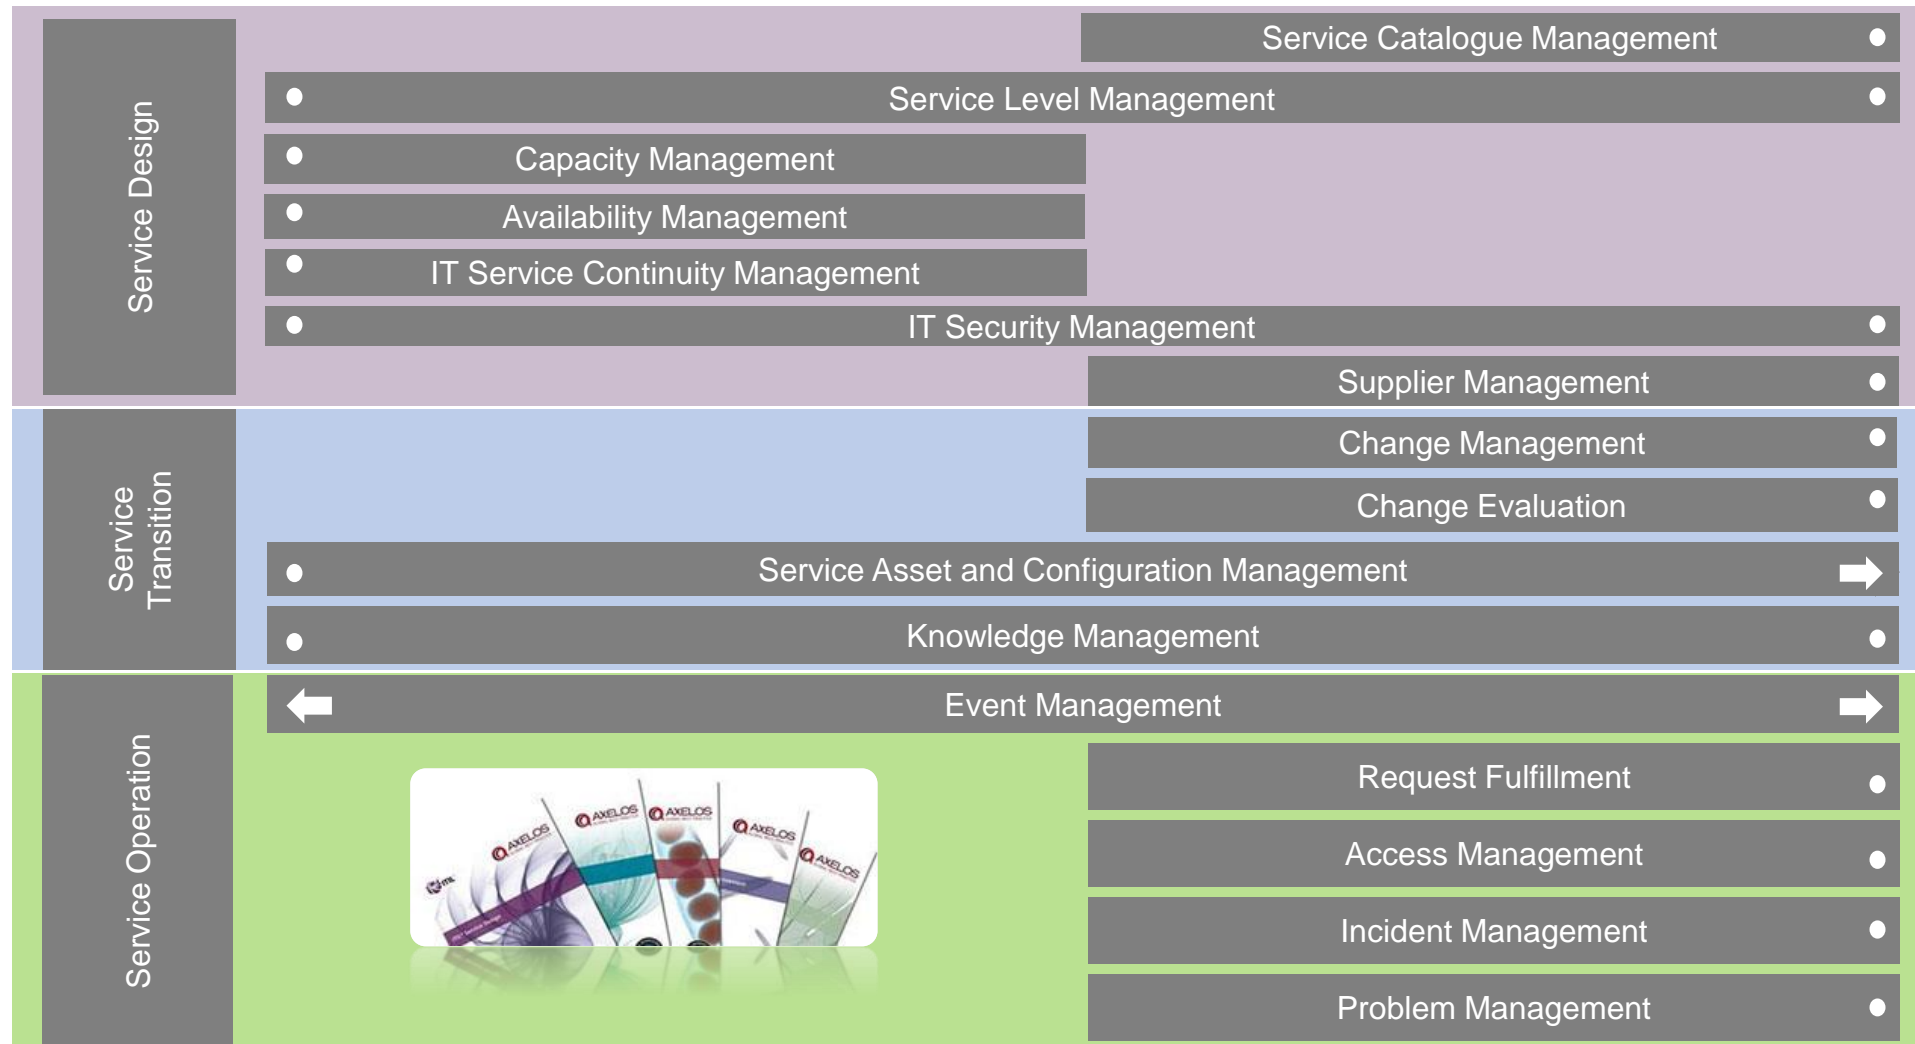 Service Design
Service Catalogue Management
Service Level Management
Capacity Management
Availability Management
IT Service Continuity Management
IT Security Management
Supplier Management
Service
Transition
Change Management
Change Evaluation
Service Asset and Configuration Management
Knowledge Management
Service Operation
Event Management
Request Fulfillment
Access Management
Incident Management
Problem Management
AXELOS
AXELOS
AXELOS
AXELOS
AXELOS